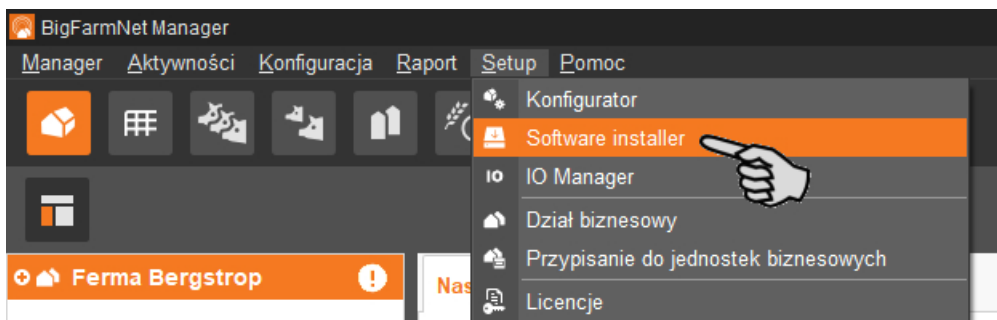 BigFarmNet Manager
Manager Aktywności Konfiguracja Raport Setup Pomoc
Konfigurator
Software installer
IO IO Manager
Dział biznesowy
Przypisanie do jednostek biznesowych
Ferma Bergstrop
Nas
Licencje